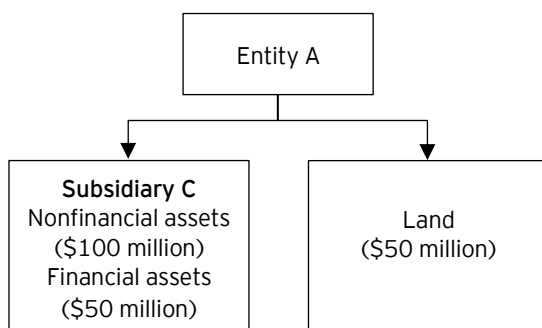 Entity A
Subsidiary C
Nonfinancial assets
($100 million)
Financial assets
($50 million)
Land
($50 million)